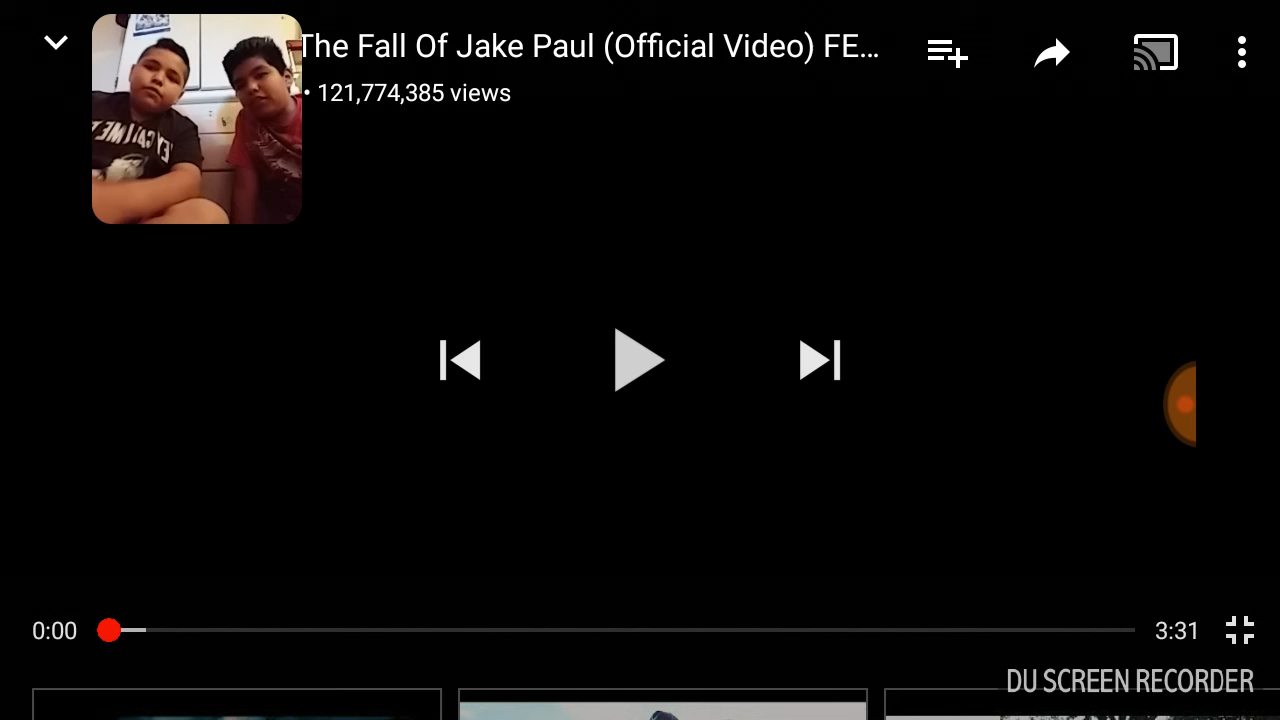 The Fall Of Jake Paul (Official Video) FE...
• 121,774,385 views
0:00
3:31
DU SCREEN RECORDER